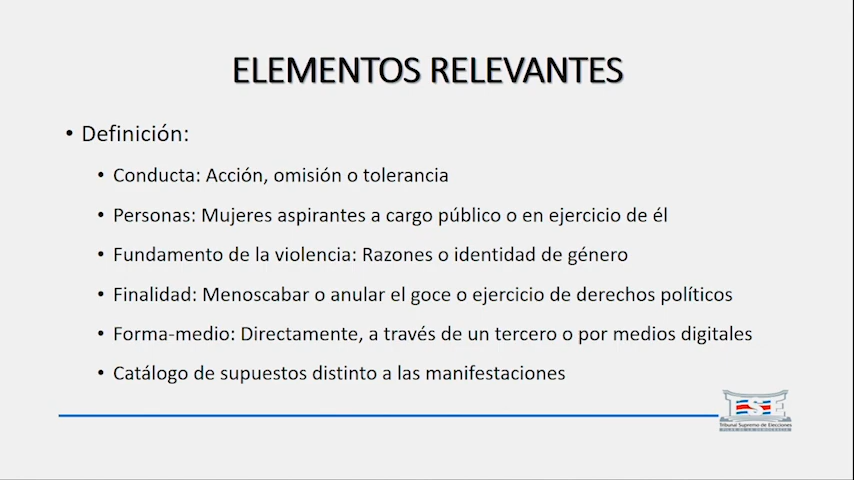 ELEMENTOS RELEVANTES
• Definición:
• Conducta: Acción, omisión o tolerancia
• Personas: Mujeres aspirantes a cargo público o en ejercicio de él
• Fundamento de la violencia: Razones o identidad de género
• Finalidad: Menoscabar o anular el goce o ejercicio de derechos políticos
• Forma-medio: Directamente, a través de un tercero o por medios digitales
• Catálogo de supuestos distinto a las manifestaciones
TSE
Tribunal Supremo de Elecciones